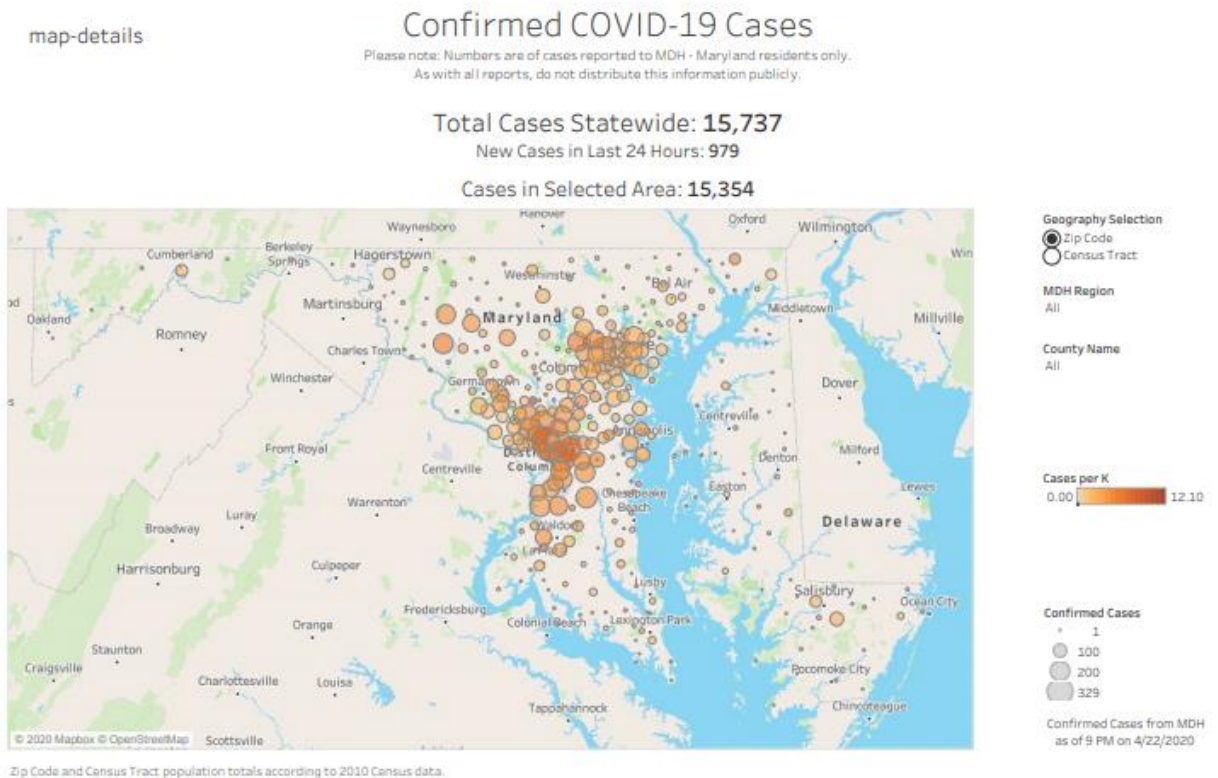 map-details
Confirmed COVID-19 Cases
Please note: Numbers are of cases reported to MDH - Maryland residents only.
As with all reports, do not distribute this information publicly.
Total Cases Statewide: 15,737
New Cases in Last 24 Hours: 979
Cases in Selected Area: 15,354
Hanover
Waynesboro
Oxford
Wilmington
Cumberland
Berkeley
Springs
Hagerstown
Westminster
Bel Air
Win
Martinsburg
Middletown
Oakland
Romney
Maryland
Millville
Charles Town
Winchester
Germantown
Dover
Centreville
Annapolis
Front Royal
Centreville
Denton
Milford
Warrenton
Chesapeake
Beach
Easton
Lewes
Luray
Broadway
Waldorf
Delaware
Harrisonburg
Culpeper
Lusby
Salisbury
Ocean City
Fredericksburg
Colonial Beach
Lexington Park
Orange
Staunton
Craigsville
Charlottesville
Louisa
Pocomoke City
Tappahannock
Chincoteague
© 2020 Mapbox © OpenStreetMap
Scottsville
Geography Selection
Zip Code
Census Tract
MDH Region
All
County Name
All
Cases per K
0.00 12.10
Confirmed Cases
1
100
200
329
Confirmed Cases from MDH
as of 9 PM on 4/22/2020
Zip Code and Census Tract population totals according to 2010 Census data.